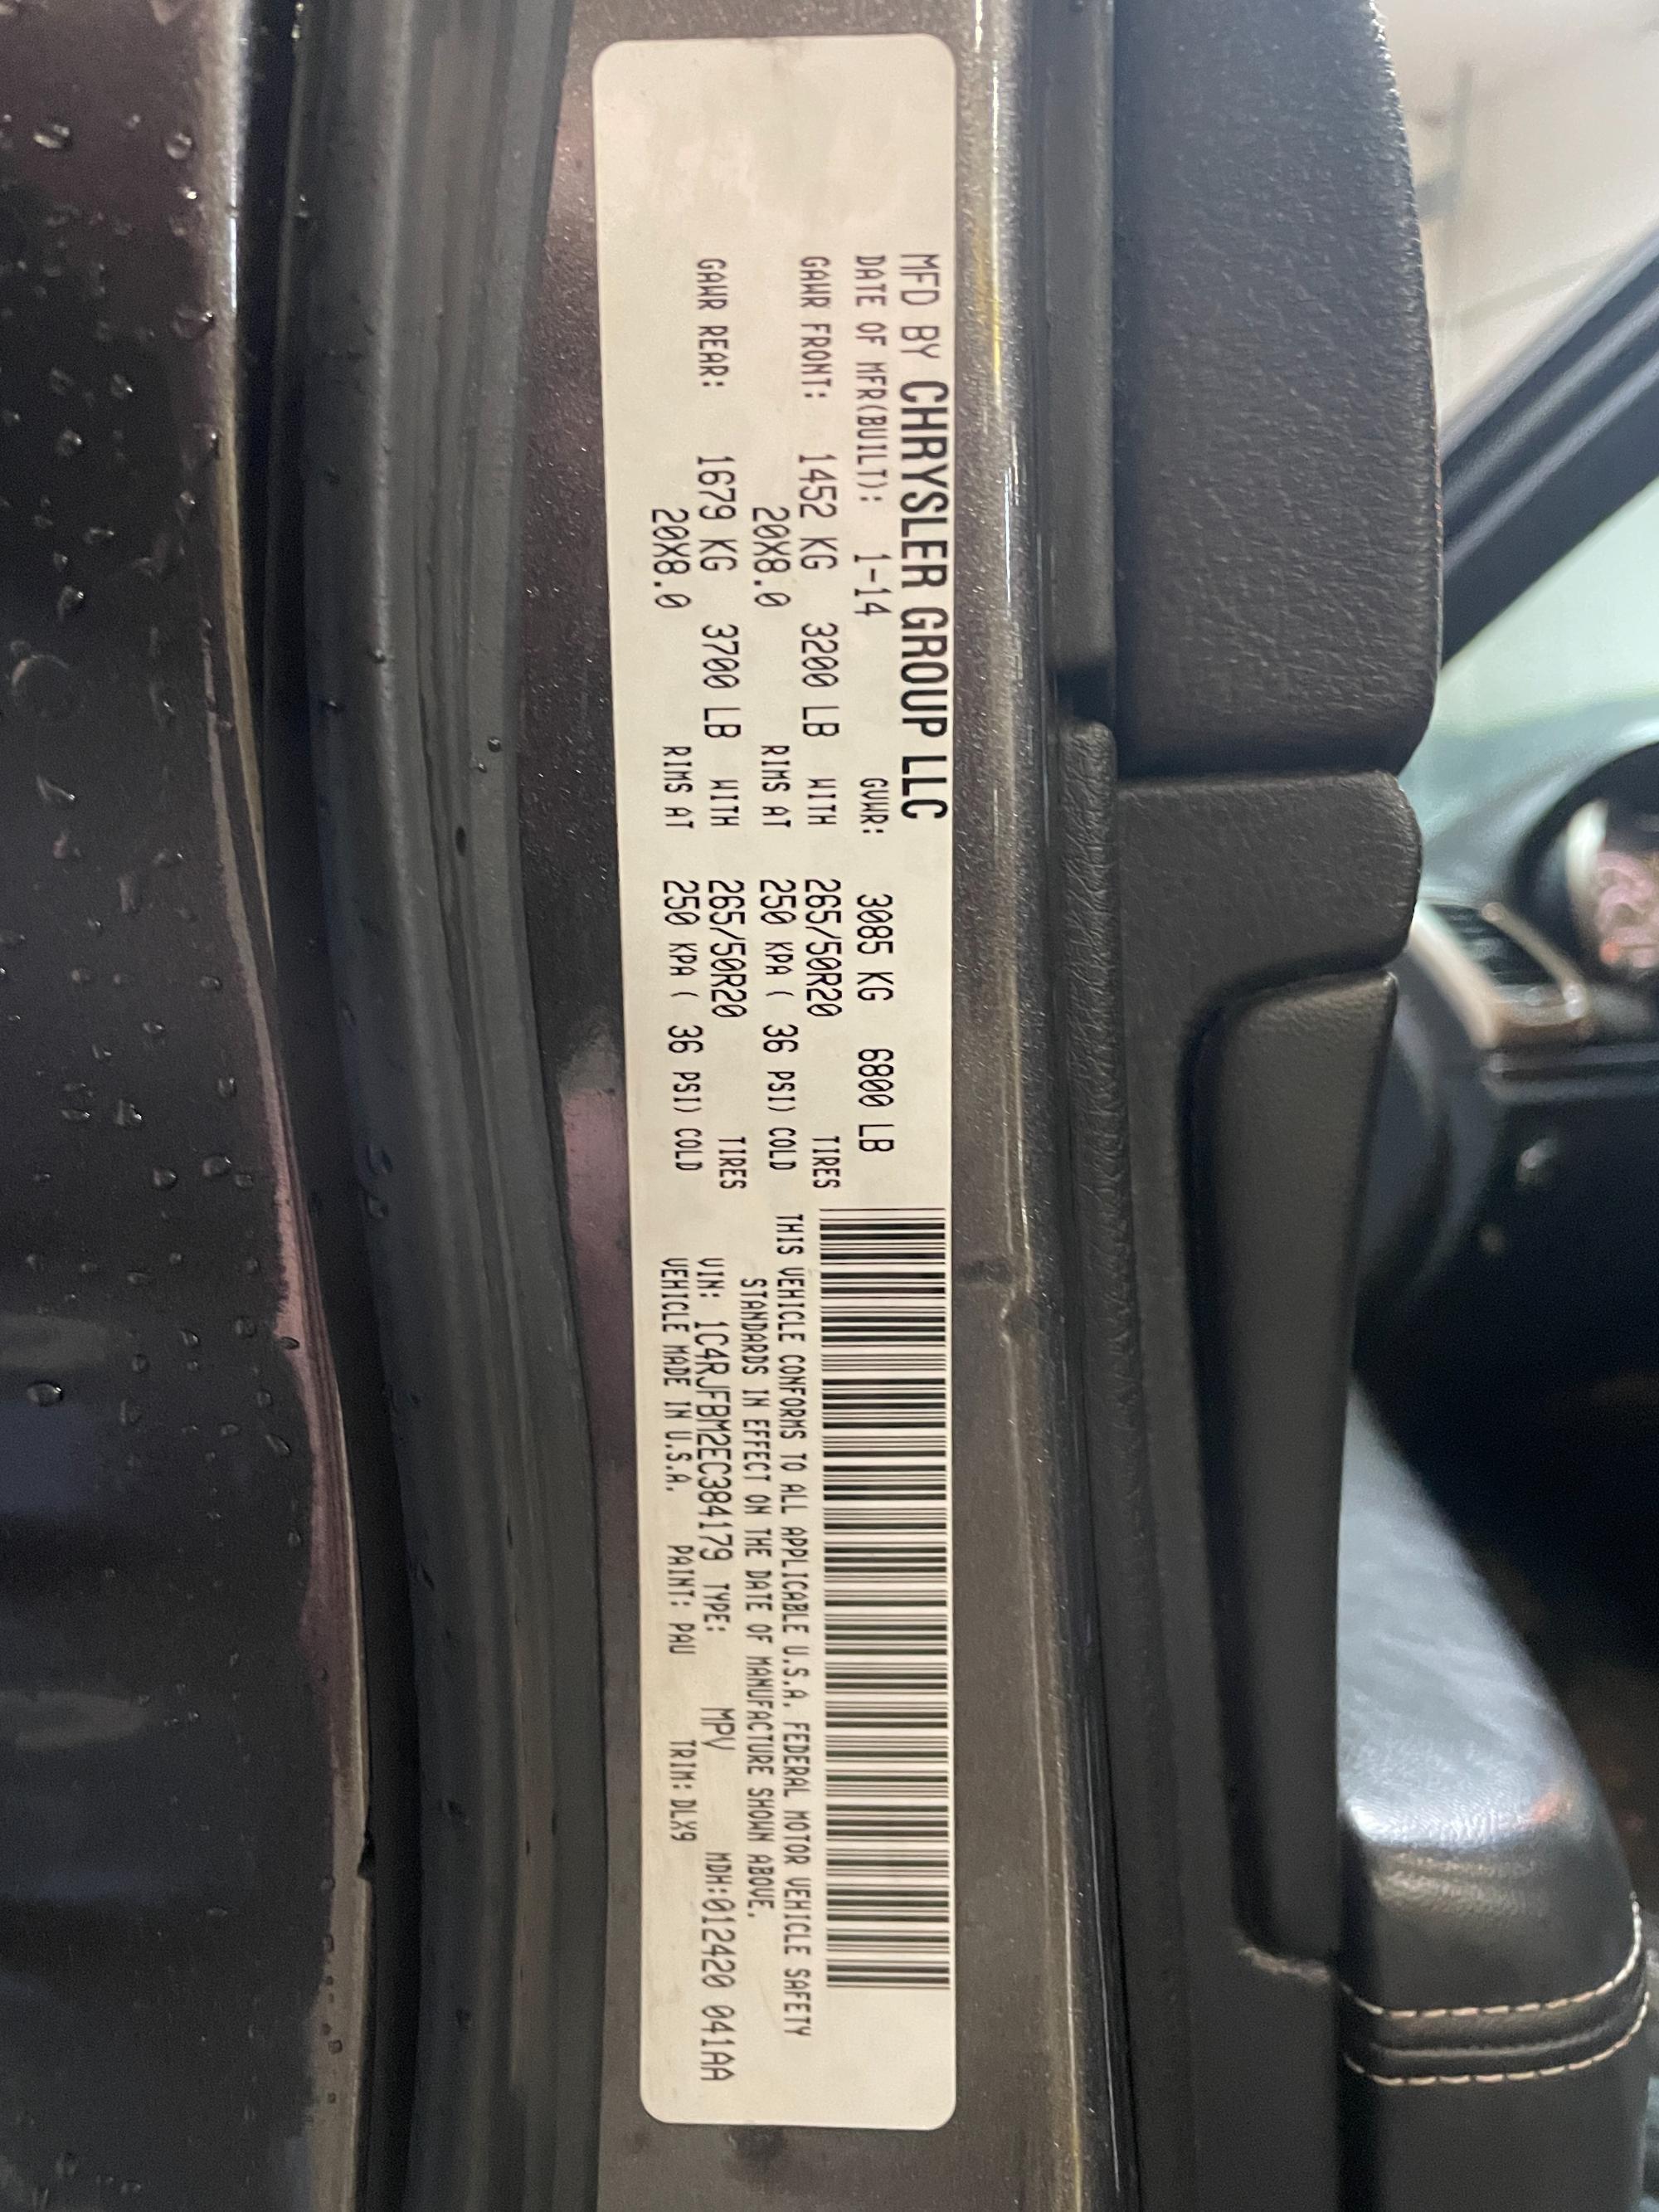 MFD BY CHRYSLER GROUP LLC
DATE OF MFR(BUILT): 1-14 GVWR: 3085 KG 6800 LB
GAWR FRONT: 1452 KG 3200 LB WITH 265/50R20 TIRES
20X8.0 RIMS AT 250 KPA ( 36 PSI) COLD
GAWR REAR: 1679 KG 3700 LB WITH 265/50R20 TIRES
20X8.0 RIMS AT 250 KPA ( 36 PSI) COLD
THIS VEHICLE CONFORMS TO ALL APPLICABLE U.S.A. FEDERAL MOTOR VEHICLE SAFETY
STANDARDS IN EFFECT ON THE DATE OF MANUFACTURE SHOWN ABOVE.
VIN: 1C4RJFBM2EC384179 TYPE: MPV MDH:012420 041AA
VEHICLE MADE IN U.S.A. PAINT: PAU TRIM: DLX9